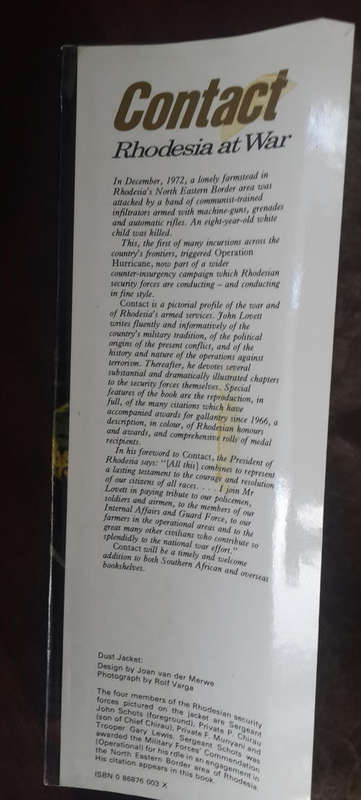 Contact
Rhodesia at War
In December, 1972, a lonely farmstead in
Rhodesia's North Eastern Border area was
attacked by a band of communist-trained
infiltrators armed with machine-guns, grenades
and automatic rifles. An eight-year-old white
child was killed.
This, the first of many incursions across the
country's frontiers, triggered Operation
Hurricane, now part of a wider
counter-insurgency campaign which Rhodesian
security forces are conducting – and conducting
in fine style.
Contact is a pictorial profile of the war and
of Rhodesia's armed services. John Lovett
writes fluently and informatively of the
country's military tradition, of the political
origins of the present conflict, and of the
history and nature of the operations against
terrorism. Thereafter, he devotes several
substantial and dramatically illustrated chapters
to the security forces themselves. Special
features of the book are the reproduction, in
full, of the many citations which have
accompanied awards for gallantry since 1966, a
description, in colour, of Rhodesian honours
and awards, and comprehensive rolls of medal
recipients.
In his foreword to Contact, the President of
Rhodesia says: "[All this] combines to represent
a lasting testament to the courage and resolution
of our citizens of all races. . . . I join Mr
Lovett in paying tribute to our policemen,
soldiers and airmen, to the members of our
Internal Affairs and Guard Force, to our
farmers in the operational areas and to the
great many other civilians who contribute so
splendidly to the national war effort."
Contact will be a timely and welcome
addition to both Southern African and overseas
bookshelves.
Dust Jacket:
Design by Joan van der Merwe
Photograph by Rolf Varga
The four members of the Rhodesian security
forces pictured on the jacket are Sergeant
John Schots (foreground), Private P. Chirau
(son of Chief Chirau), Private F. Murnyani and
Trooper Gary Lewis. Sergeant Schots was
awarded the Military Forces' Commendation
(Operational) for his role in an engagement in
the North Eastern Border area of Rhodesia.
His citation appears in this book.
ISBN 0 86876 003 X